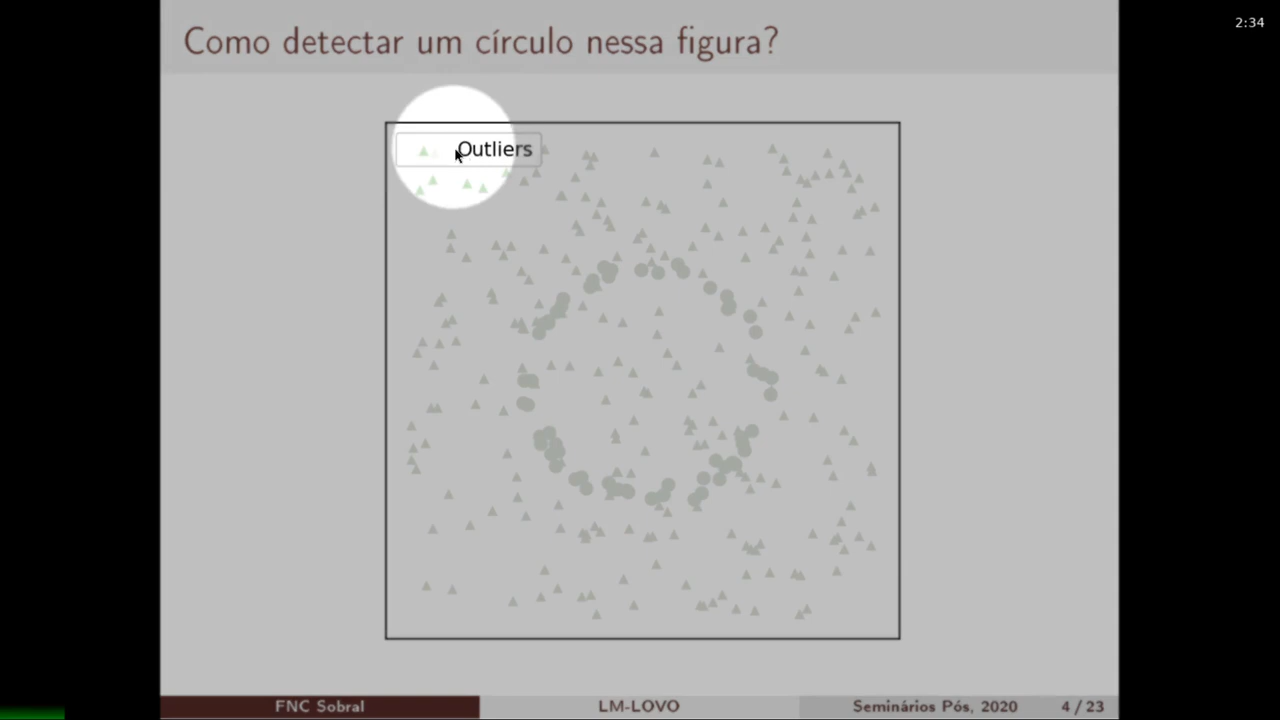 2:34
Como detectar um círculo nessa figura?
Outliers
FNC Sobral
LM-LOVO
Seminários Pós, 2020
4 / 23